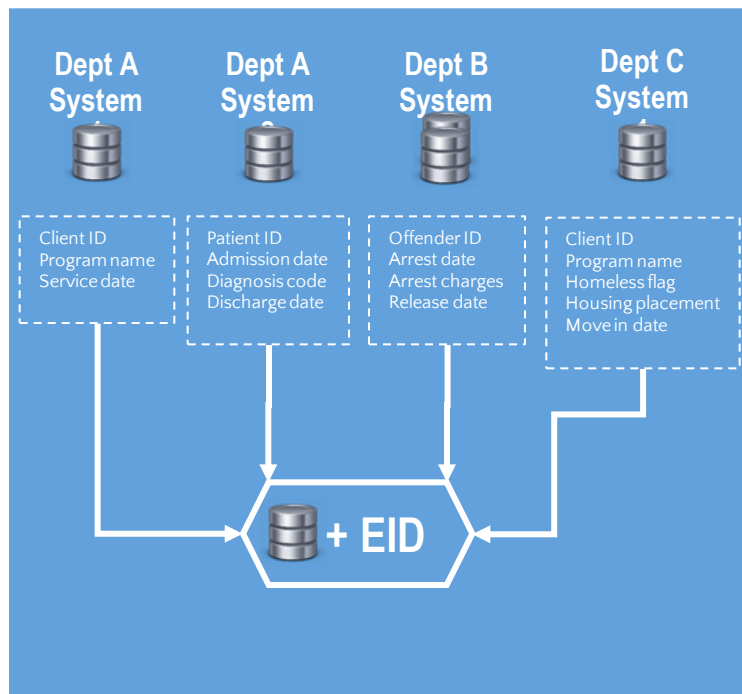 Dept A
System
Dept A
System
Dept B
System
Dept C
System
Client ID
Program name
Service date
Patient ID
Admission date
Diagnosis code
Discharge date
Offender ID
Arrest date
Arrest charges
Release date
Client ID
Program name
Homeless flag
Housing placement
Move in date
+ EID